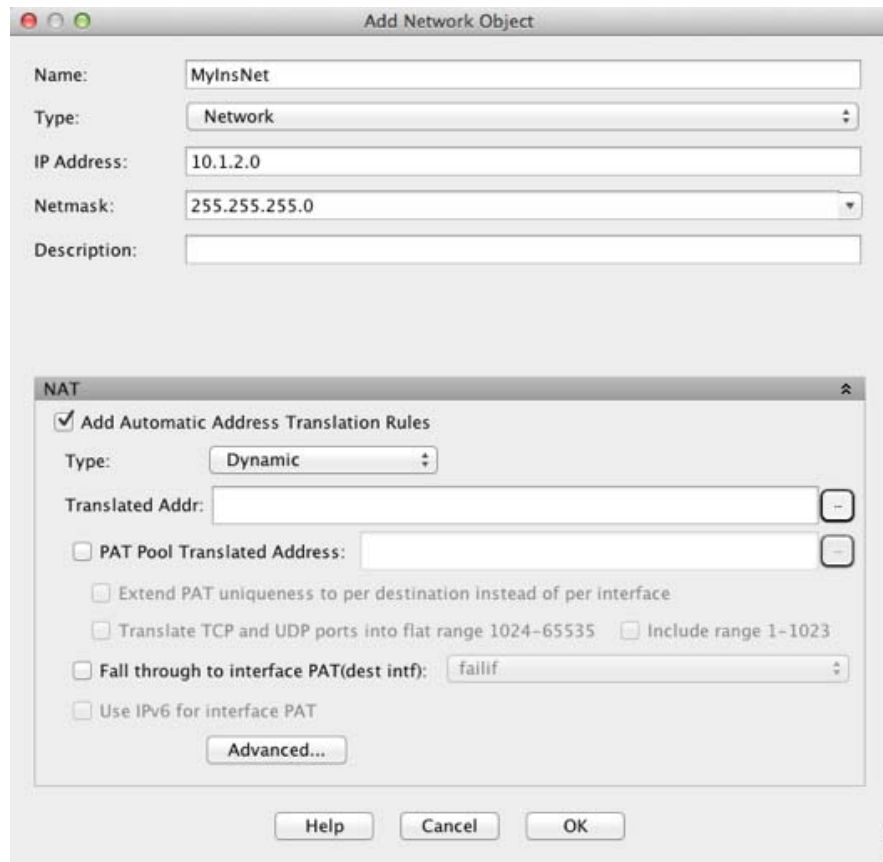 Add Network Object
Name: MyInsNet
Type: Network
IP Address: 10.1.2.0
Netmask: 255.255.255.0
Description:
NAT
Add Automatic Address Translation Rules
Type: Dynamic
Translated Addr: ...
PAT Pool Translated Address: ...
Extend PAT uniqueness to per destination instead of per interface
Translate TCP and UDP ports into flat range 1024-65535 Include range 1-1023
Fall through to interface PAT(dest intf): failif
Use IPv6 for interface PAT
Advanced...
Help Cancel OK